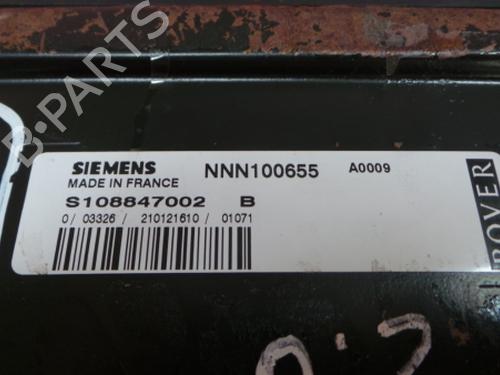 B-PARTS
SIEMENS NNN100655 A0009
MADE IN FRANCE
S108847002 B
0/ 03326/ 210121610 / 01071
ROVER